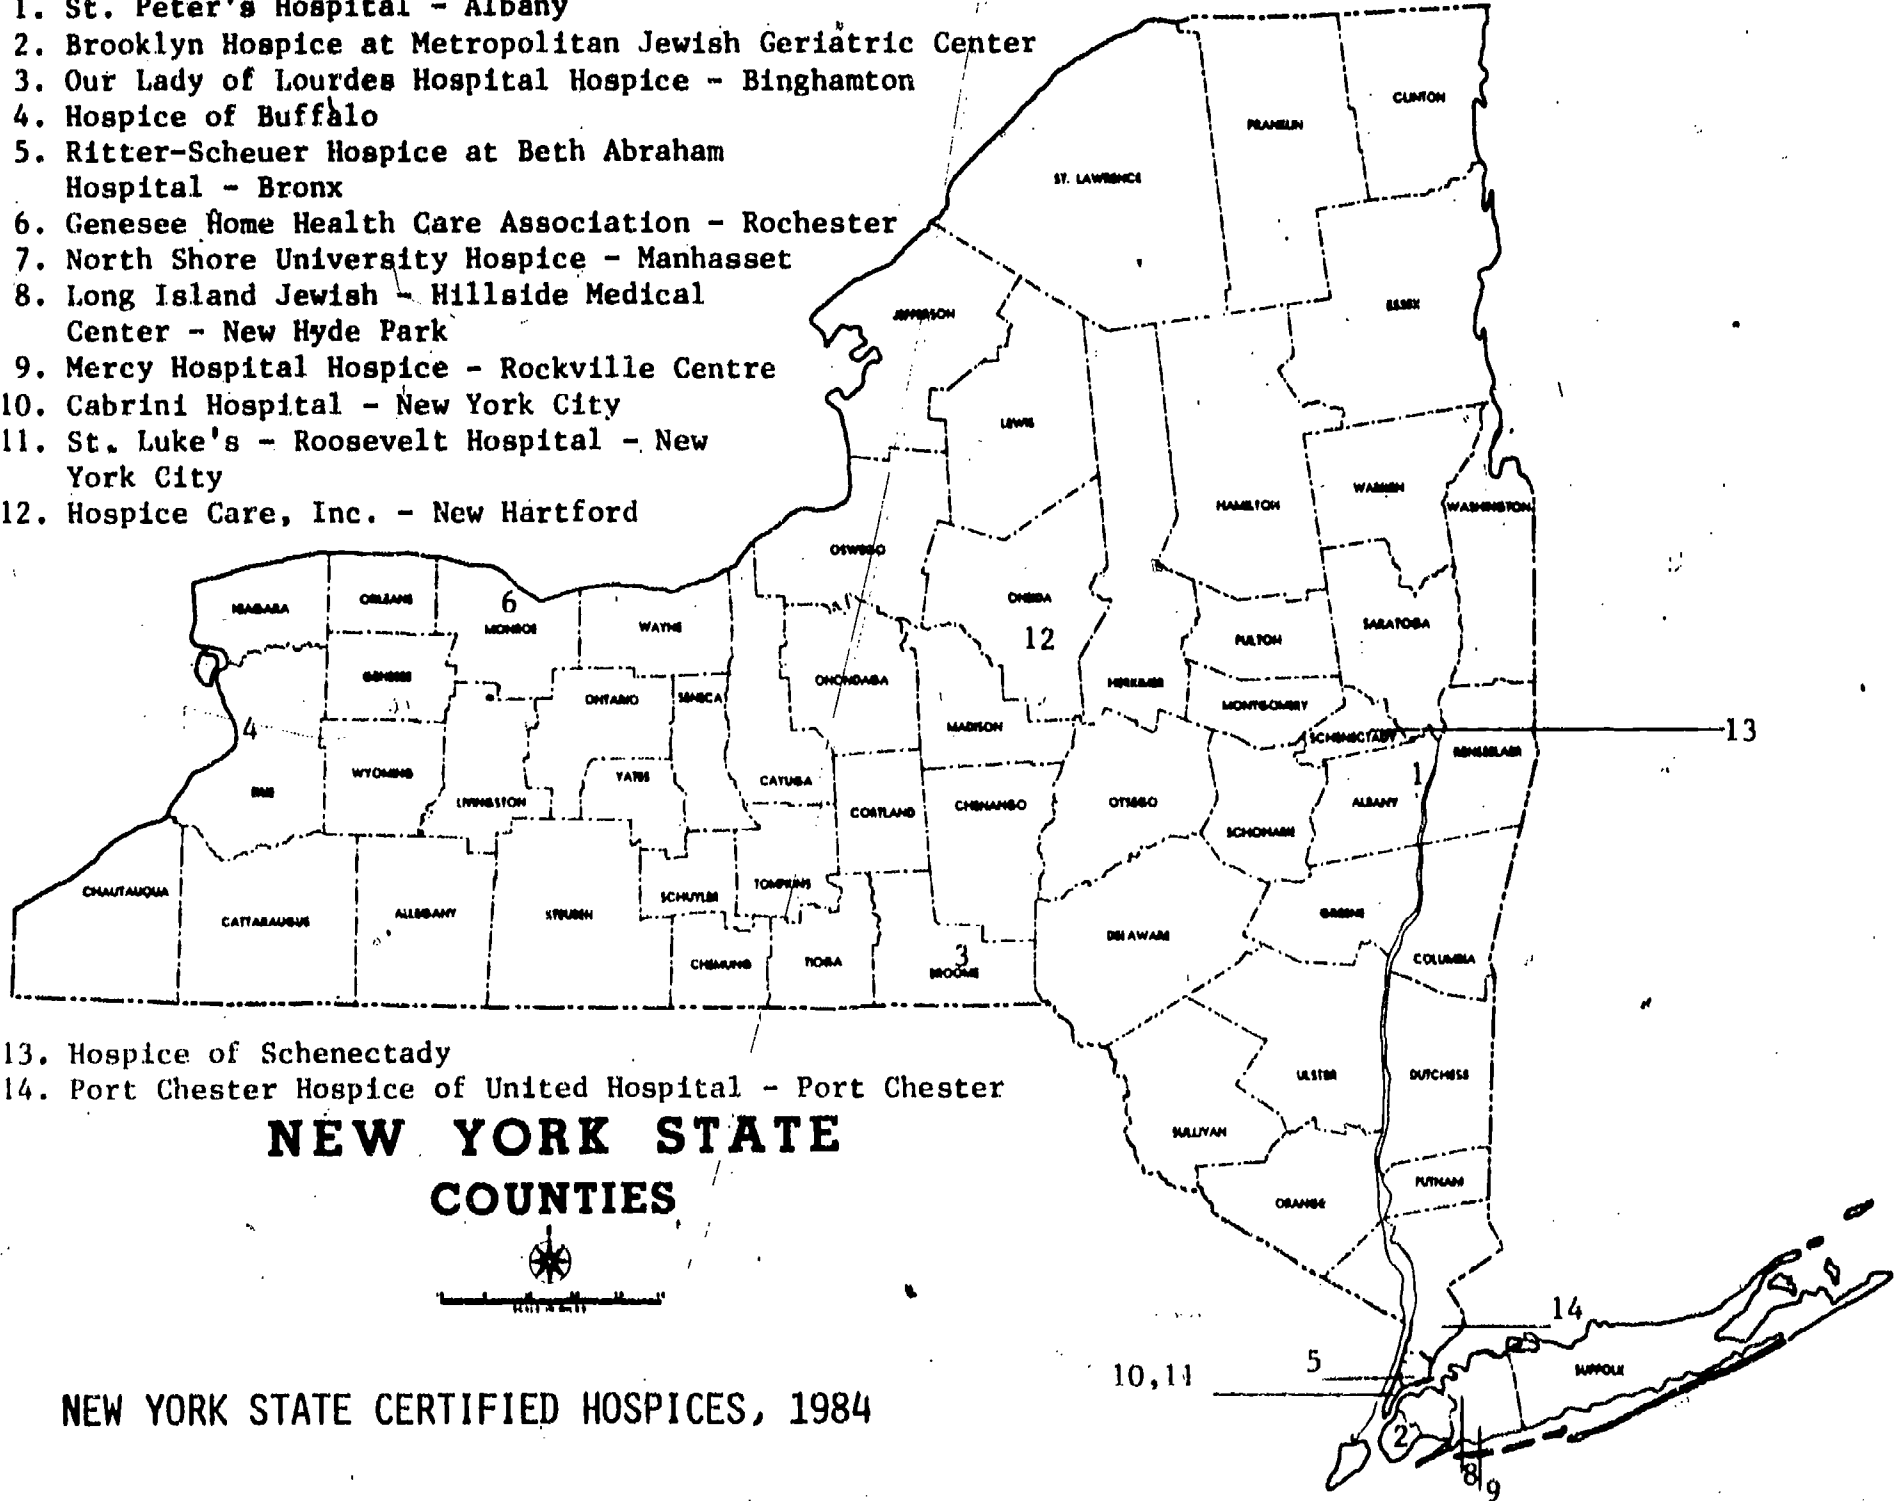 1. St. Peter's Hospital - Albany
2. Brooklyn Hospice at Metropolitan Jewish Geriatric Center
3. Our Lady of Lourdes Hospital Hospice - Binghamton
4. Hospice of Buffalo
5. Ritter-Scheuer Hospice at Beth Abraham
Hospital - Bronx
6. Genesee Home Health Care Association - Rochester
7. North Shore University Hospice - Manhasset
8. Long Island Jewish - Hillside Medical
Center - New Hyde Park
9. Mercy Hospital Hospice - Rockville Centre
10. Cabrini Hospital - New York City
11. St. Luke's - Roosevelt Hospital - New
York City
12. Hospice Care, Inc. - New Hartford
CLINTON
FRANKLIN
ST. LAWRENCE
ESSEX
JEFFERSON
LEWIS
WARREN
HAMILTON
WASHINGTON
OSWEGO
ONEIDA
12
NIAGARA
ORLEANS
6
MONROE
WAYNE
FULTON
SARATOGA
GENESEE
ONTARIO
SENECA
ONONDAGA
HERKIMER
MONTGOMERY
4
MADISON
SCHENECTADY
13
RENSSELAER
WYOMING
YATES
CAYUGA
1
ERIE
LIVINGSTON
CORTLAND
CHENANGO
OTSEGO
ALBANY
SCHOHARIE
CHAUTAUQUA
CATTARAUGUS
ALLEGANY
STEUBEN
SCHUYLER
TOMPKINS
GREENE
CHEMUNG
TIOGA
3
BROOME
DELAWARE
COLUMBIA
13. Hospice of Schenectady
14. Port Chester Hospice of United Hospital - Port Chester
ULSTER
DUTCHESS
NEW YORK STATE
COUNTIES
SULLIVAN
PUTNAM
ORANGE
14
5
10,11
SUFFOLK
2
8
9
NEW YORK STATE CERTIFIED HOSPICES, 1984